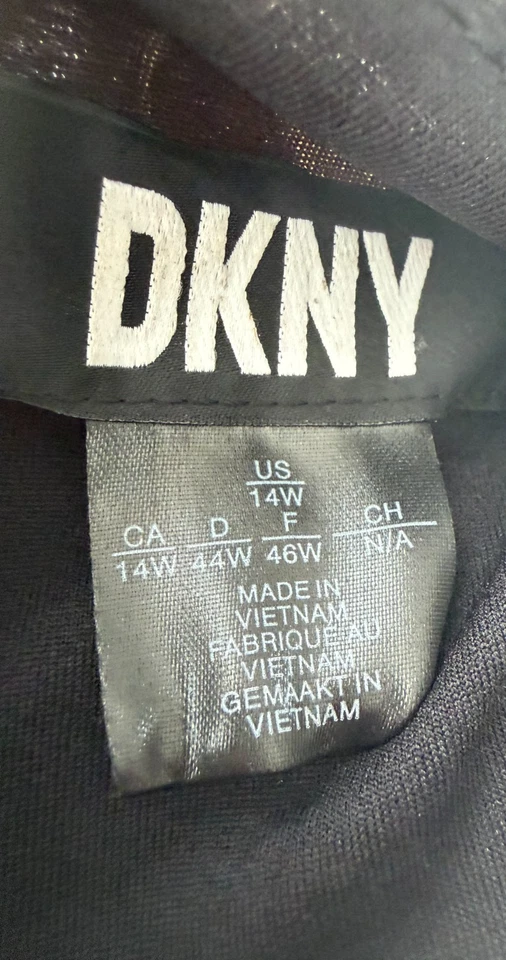 DKNY
US
14W
CA D F CH
14W 44W 46W N/A
MADE IN
VIETNAM
FABRIQUE AU
VIETNAM
GEMAAKT IN
VIETNAM